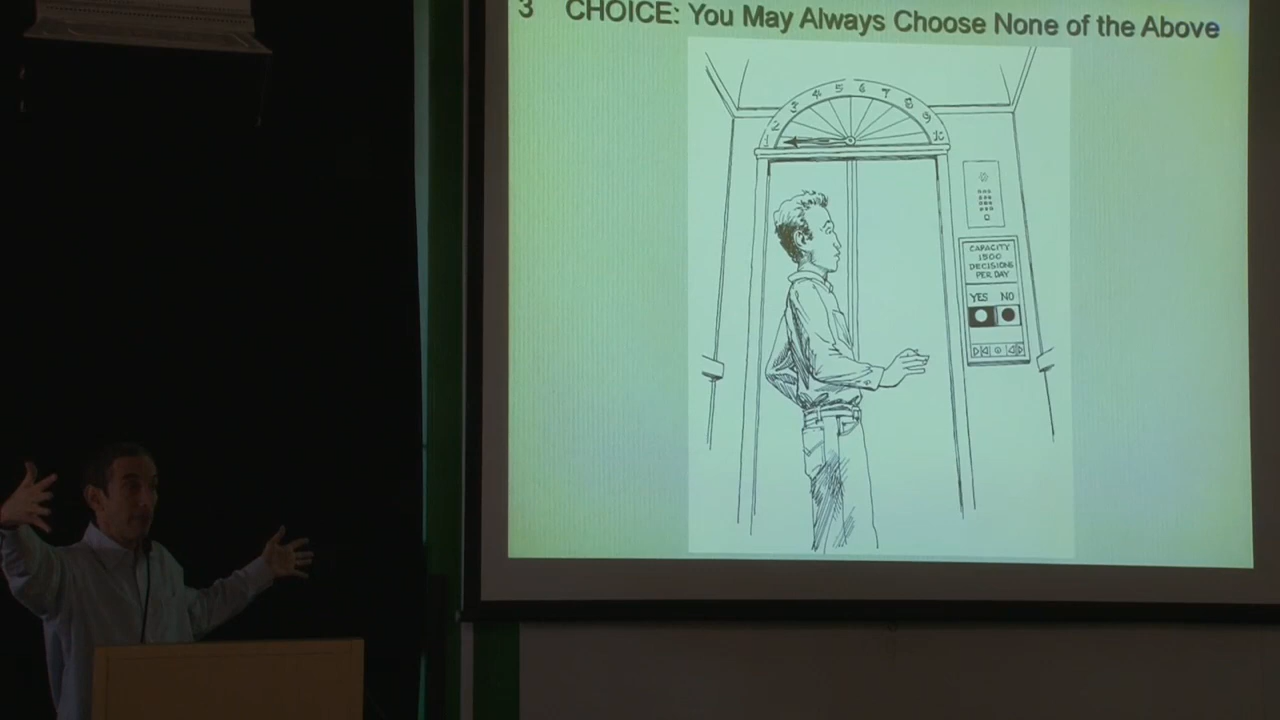 3 CHOICE: You May Always Choose None of the Above
1 2 3 4 5 6 7 8 9 10
CAPACITY
1500
DECISIONS
PER DAY
YES NO